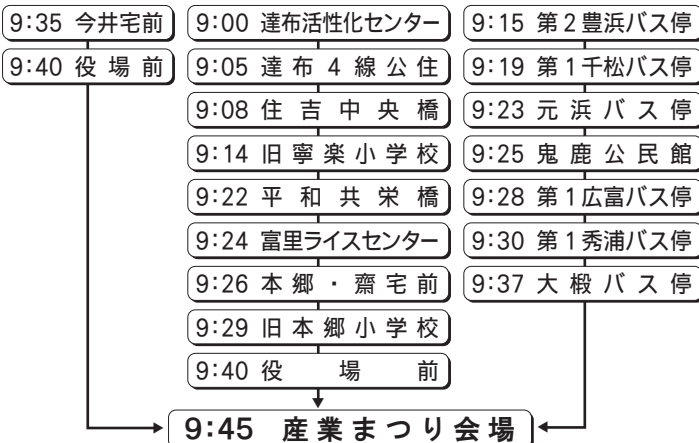 9:35 今井宅前
9:40 役場前
9:00 達布活性化センター
9:05 達布4線公住
9:08 住吉中央橋
9:14 旧寧楽小学校
9:22 平和共栄橋
9:24 富里ライスセンター
9:26 本郷・齋宅前
9:29 旧本郷小学校
9:40 役場前
9:15 第2豊浜バス停
9:19 第1千松バス停
9:23 元浜バス停
9:25 鬼鹿公民館
9:28 第1広富バス停
9:30 第1秀浦バス停
9:37 大椴バス停
9:45 産業まつり会場